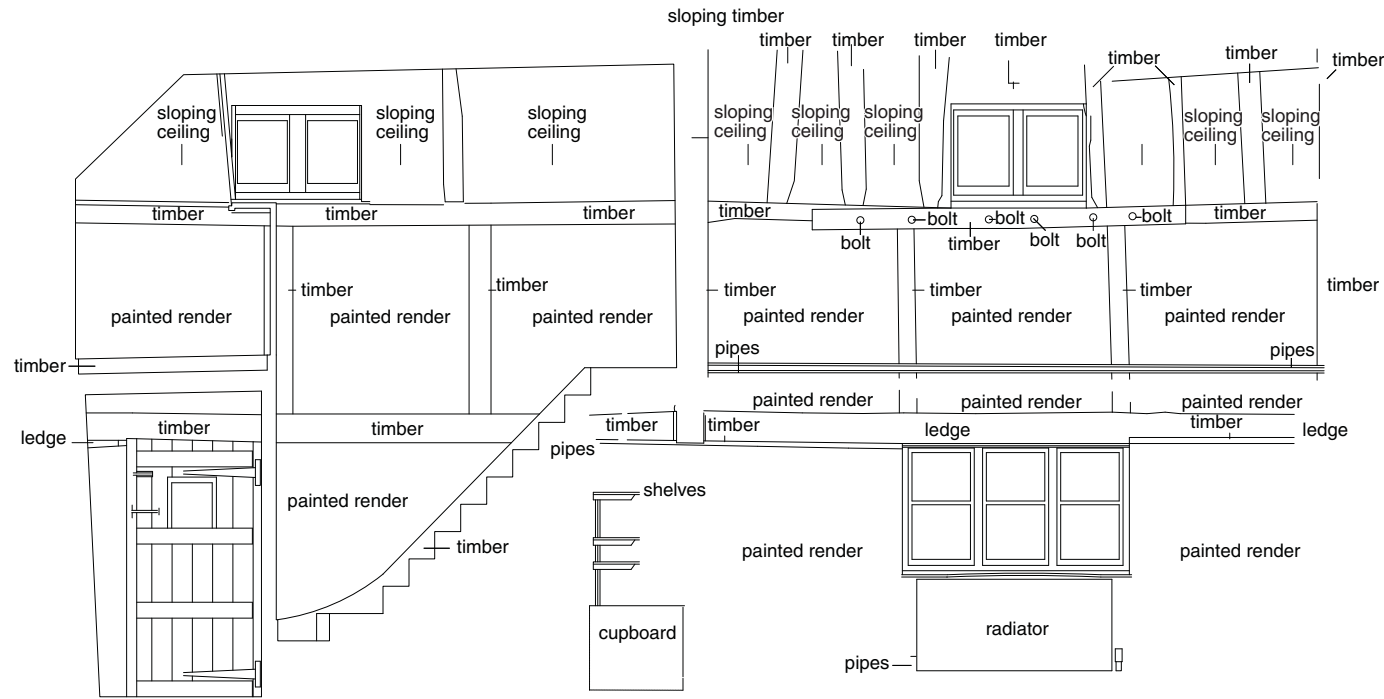 sloping timber
timber
timber
timber
timber
timber
timber
timber
sloping
ceiling
sloping
ceiling
sloping
ceiling
sloping
ceiling
sloping
ceiling
sloping
ceiling
sloping
ceiling
sloping
ceiling
timber
timber
timber
timber
timber
bolt
bolt
bolt
bolt
timber
bolt
bolt
timber
timber
timber
timber
timber
timber
timber
painted render
painted render
painted render
painted render
painted render
painted render
pipes
pipes
timber
painted render
painted render
painted render
timber
timber
timber
timber
ledge
timber
ledge
ledge
pipes
painted render
shelves
timber
painted render
painted render
cupboard
radiator
pipes